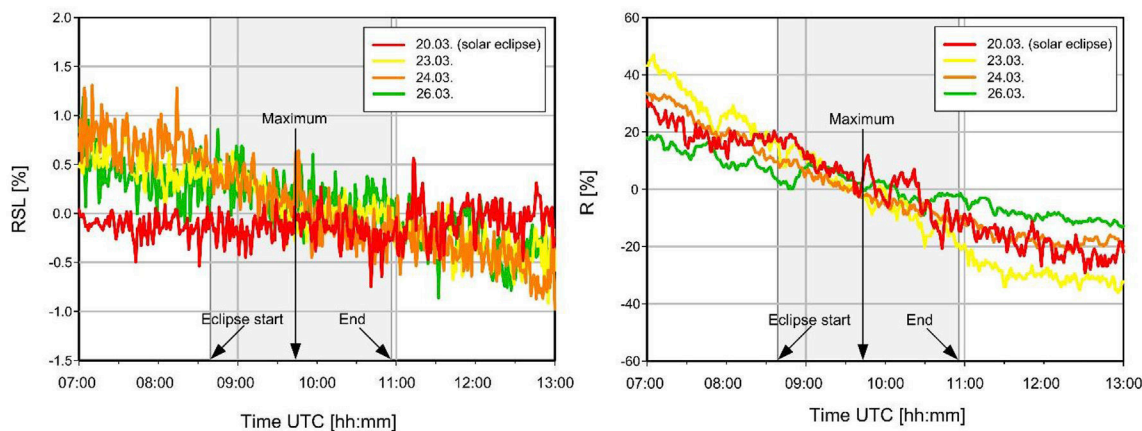 2.0
1.5
1.0
0.5
0.0
-0.5
-1.0
-1.5
RSL [%]
20.03. (solar eclipse)
23.03.
24.03.
26.03.
Maximum
Eclipse start
End
07:00 08:00 09:00 10:00 11:00 12:00 13:00
Time UTC [hh:mm]
60
40
20
0
-20
-40
-60
R [%]
20.03. (solar eclipse)
23.03.
24.03.
26.03.
Maximum
Eclipse start
End
07:00 08:00 09:00 10:00 11:00 12:00 13:00
Time UTC [hh:mm]